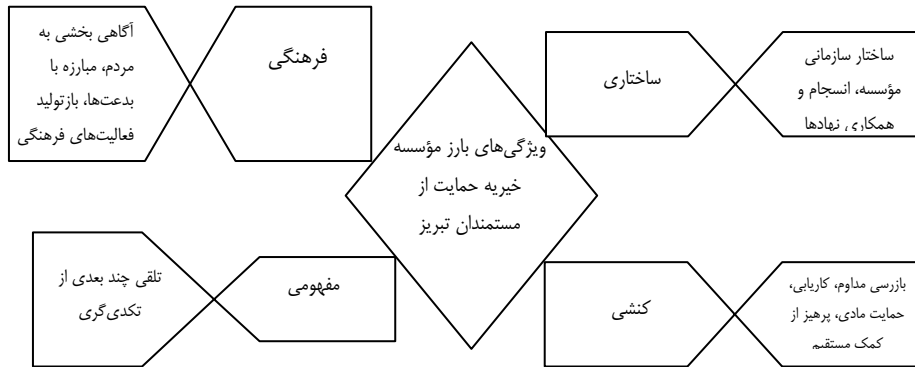 ساختار سازمانی
مؤسسه، انسجام و
همکاری نهادها
ساختاری
فرهنگی
آگاهی بخشی به
مردم، مبارزه با
بدعت‌ها، بازتولید
فعالیت‌های فرهنگی
ویژگی‌های بارز مؤسسه
خیریه حمایت از
مستمندان تبریز
بازرسی مداوم، کاریابی،
حمایت مادی، پرهیز از
کمک مستقیم
کنشی
مفهومی
تلقی چند بعدی از
تکدی‌گری